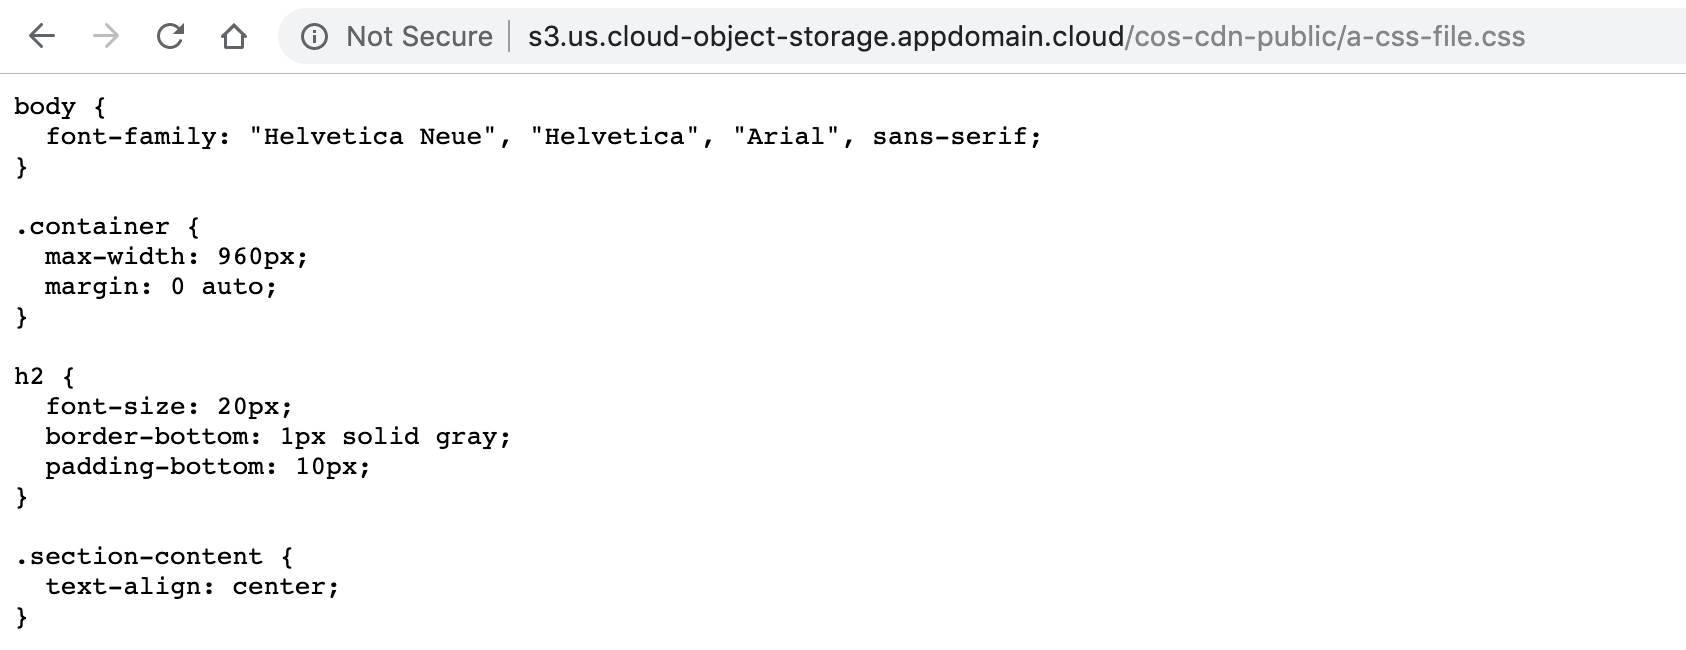 Not Secure | s3.us.cloud-object-storage.appdomain.cloud/cos-cdn-public/a-css-file.css
body {
  font-family: "Helvetica Neue", "Helvetica", "Arial", sans-serif;
}

.container {
  max-width: 960px;
  margin: 0 auto;
}

h2 {
  font-size: 20px;
  border-bottom: 1px solid gray;
  padding-bottom: 10px;
}

.section-content {
  text-align: center;
}